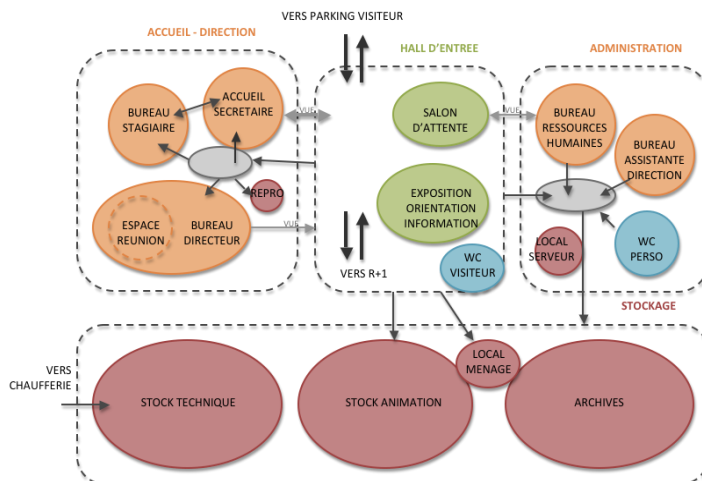 VERS PARKING VISITEUR
ACCUEIL - DIRECTION
HALL D'ENTREE
ADMINISTRATION
BUREAU
STAGIAIRE
ACCUEIL
SECRETAIRE
VUE
SALON
D'ATTENTE
VUE
BUREAU
RESSOURCES
HUMAINES
BUREAU
ASSISTANTE
DIRECTION
REPRO
ESPACE
REUNION
BUREAU
DIRECTEUR
VUE
EXPOSITION
ORIENTATION
INFORMATION
LOCAL
SERVEUR
WC
PERSO
WC
VISITEUR
VERS R+1
STOCKAGE
VERS
CHAUFFERIE
STOCK TECHNIQUE
STOCK ANIMATION
LOCAL
MENAGE
ARCHIVES